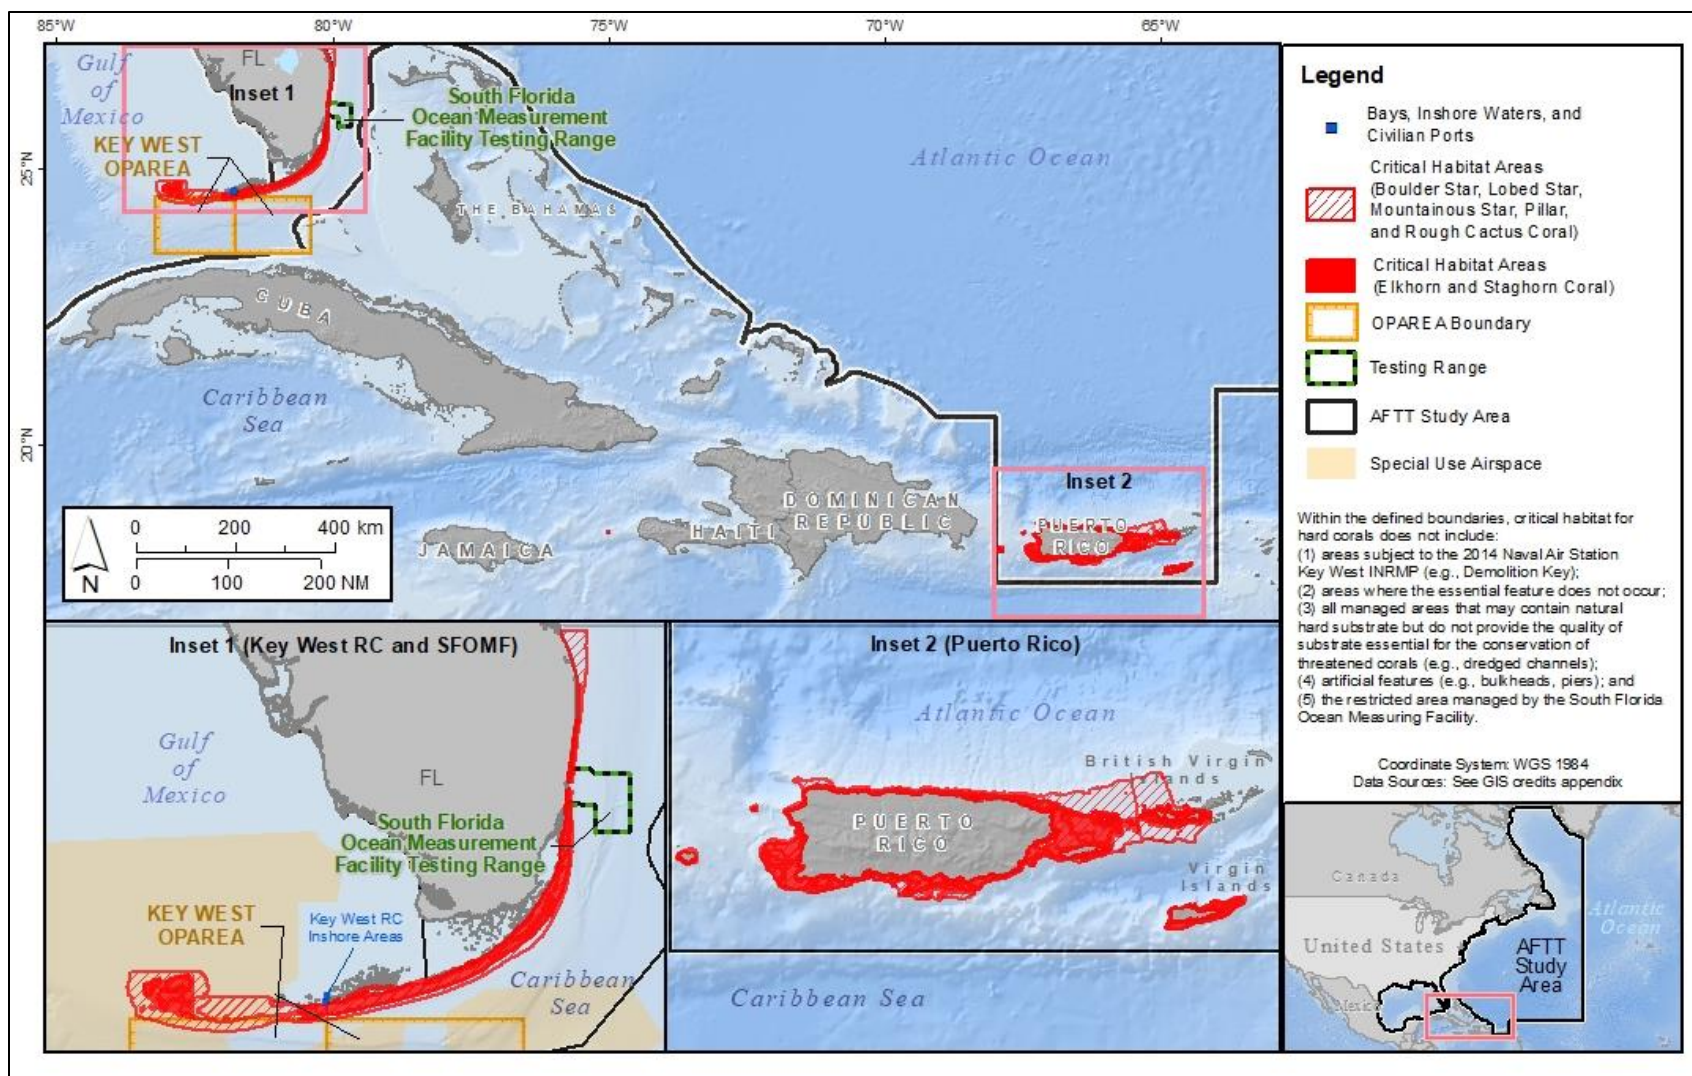 85°W
80°W
75°W
70°W
65°W
25°N
20°N
Gulf
of
Mexico
FL
Inset 1
KEY WEST
OPAREA
South Florida
Ocean Measurement
Facility Testing Range
Atlantic Ocean
THE BAHAMAS
CUBA
Caribbean
Sea
JAMAICA
HAITI
DOMINICAN
REPUBLIC
Inset 2
PUERTO
RICO
0 200 400 km
0 100 200 NM
N
Inset 1 (Key West RC and SFOMF)
Gulf
of
Mexico
FL
South Florida
Ocean Measurement
Facility Testing Range
KEY WEST
OPAREA
Key West RC
Inshore Areas
Caribbean
Sea
Inset 2 (Puerto Rico)
Atlantic Ocean
British Virgin
Islands
PUERTO
RICO
Virgin
Islands
Caribbean Sea
Legend
Bays, Inshore Waters, and
Civilian Ports
Critical Habitat Areas
(Boulder Star, Lobed Star,
Mountainous Star, Pillar,
and Rough Cactus Coral)
Critical Habitat Areas
(Elkhorn and Staghorn Coral)
OPAREA Boundary
Testing Range
AFTT Study Area
Special Use Airspace
Within the defined boundaries, critical habitat for
hard corals does not include:
(1) areas subject to the 2014 Naval Air Station
Key West INRMP (e.g., Demolition Key);
(2) areas where the essential feature does not occur;
(3) all managed areas that may contain natural
hard substrate but do not provide the quality of
substrate essential for the conservation of
threatened corals (e.g., dredged channels);
(4) artificial features (e.g., bulkheads, piers); and
(5) the restricted area managed by the South Florida
Ocean Measuring Facility.
Coordinate System: WGS 1984
Data Sources: See GIS credits appendix
Canada
United States
Mexico
Atlantic
Ocean
AFTT
Study
Area